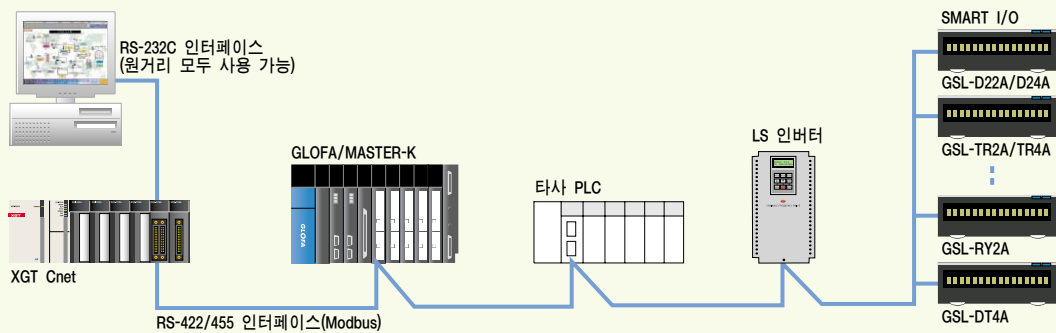 RS-232C 인터페이스
(원거리 모두 사용 가능)
XGT
XGT Cnet
RS-422/455 인터페이스(Modbus)
GLOFA/MASTER-K
GLOFA
타사 PLC
LS 인버터
SMART I/O
GSL-D22A/D24A
GSL-TR2A/TR4A
GSL-RY2A
GSL-DT4A